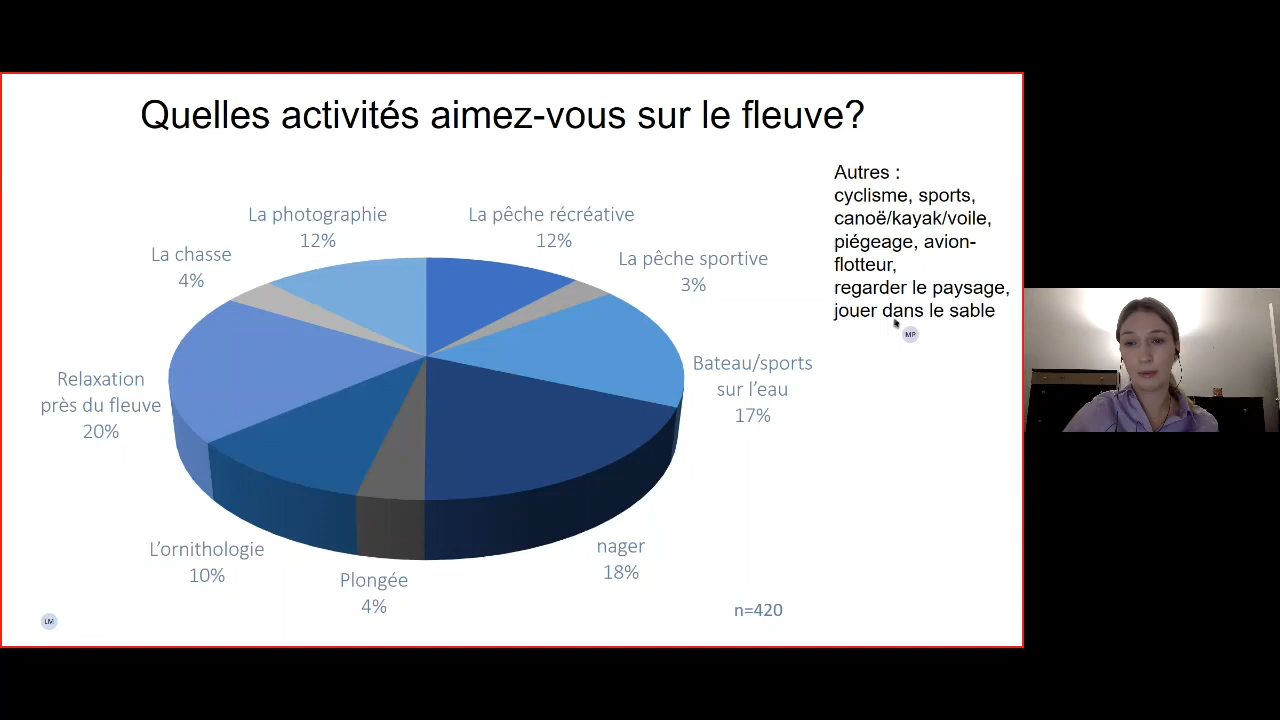 Quelles activités aimez-vous sur le fleuve?
Autres :
cyclisme, sports,
canoë/kayak/voile,
piégeage, avion-
flotteur,
regarder le paysage,
jouer dans le sable
MP
La photographie
12%
La pêche récréative
12%
La chasse
4%
La pêche sportive
3%
Relaxation
près du fleuve
20%
Bateau/sports
sur l’eau
17%
L’ornithologie
10%
Plongée
4%
nager
18%
n=420
LM